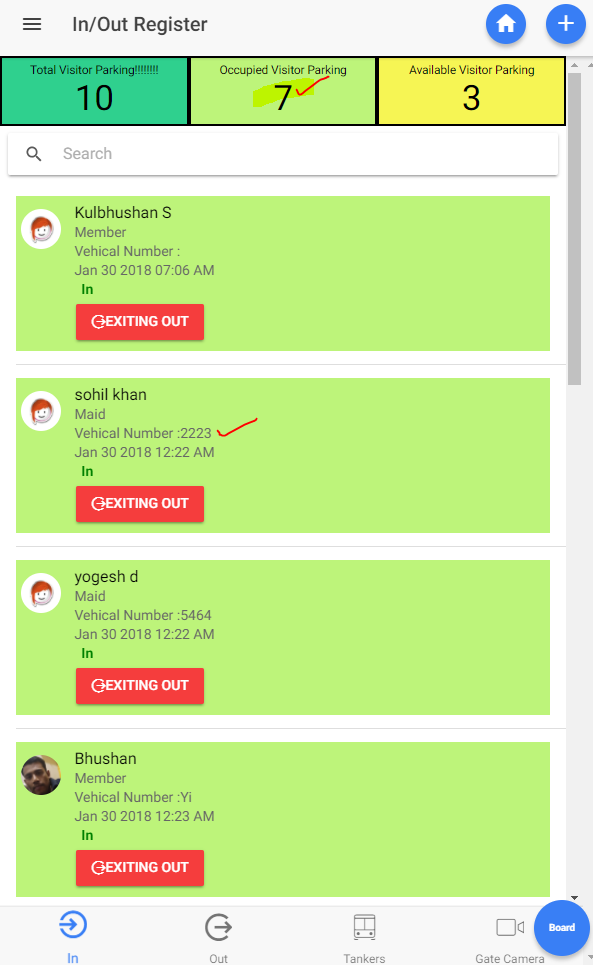 In/Out Register
Total Visitor Parking!!!!!!!!
Occupied Visitor Parking
Available Visitor Parking
10
7
3
Search
Kulbhushan S
Member
Vehical Number :
Jan 30 2018 07:06 AM
In
EXITING OUT
sohil khan
Maid
Vehical Number :2223
Jan 30 2018 12:22 AM
In
EXITING OUT
yogesh d
Maid
Vehical Number :5464
Jan 30 2018 12:22 AM
In
EXITING OUT
Bhushan
Member
Vehical Number :Yi
Jan 30 2018 12:23 AM
In
EXITING OUT
Board
In
Out
Tankers
Gate Camera